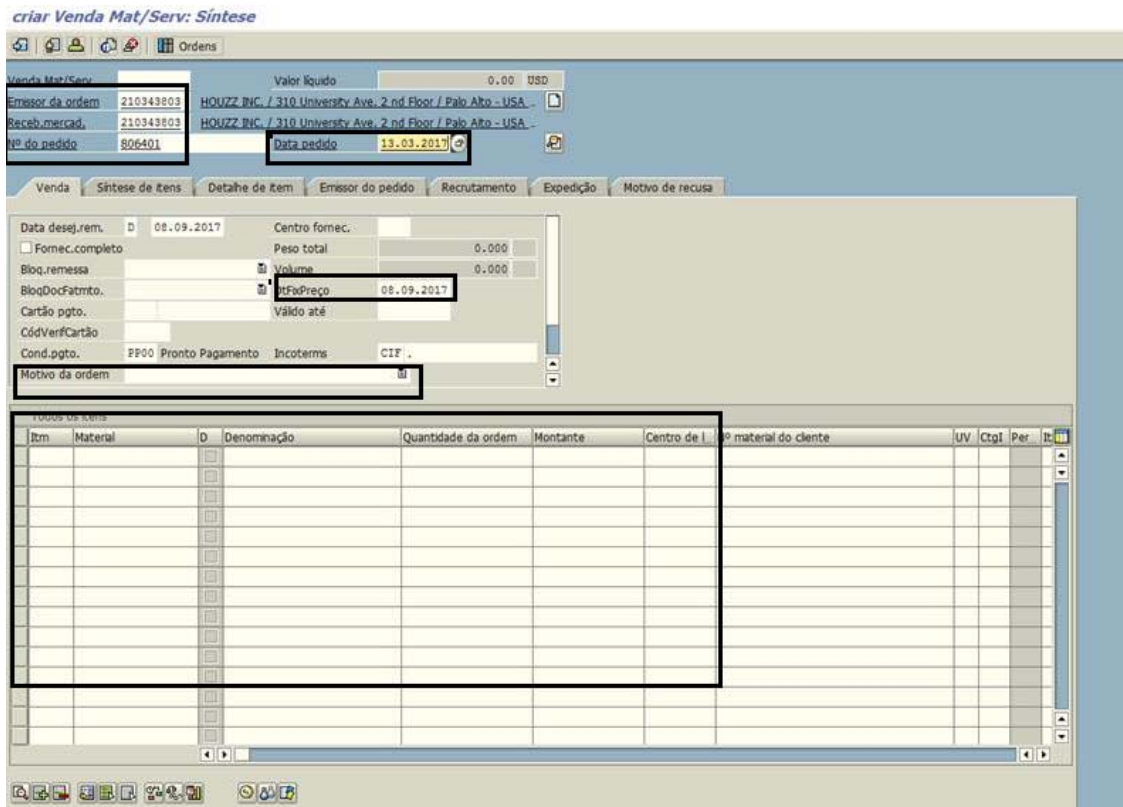 criar Venda Mat/Serv: Síntese
Ordens
Venda Mat/Serv Valor líquido 0.00 USD
Emissor da ordem 210343803 HOUZZ INC. / 310 University Ave. 2 nd Floor / Palo Alto - USA
Receb.mercad. 210343803 HOUZZ INC. / 310 University Ave. 2 nd Floor / Palo Alto - USA
Nº do pedido 806401 Data pedido 13.03.2017
Venda Síntese de itens Detalhe de item Emissor do pedido Recrutamento Expedição Motivo de recusa
Data desej.rem. D 08.09.2017 Centro fornec.
Fornec.completo Peso total 0.000
Bloq.remessa Volume 0.000
BloqDocFatmto. DtFixPreço 08.09.2017
Cartão pgto. Válido até
CódVerifCartão
Cond.pgto. PP00 Pronto Pagamento Incoterms CIF .
Motivo da ordem
Todos os itens
Itm Material D Denominação Quantidade da ordem Montante Centro de l.. Nº material do cliente UV CtgI Per.. It